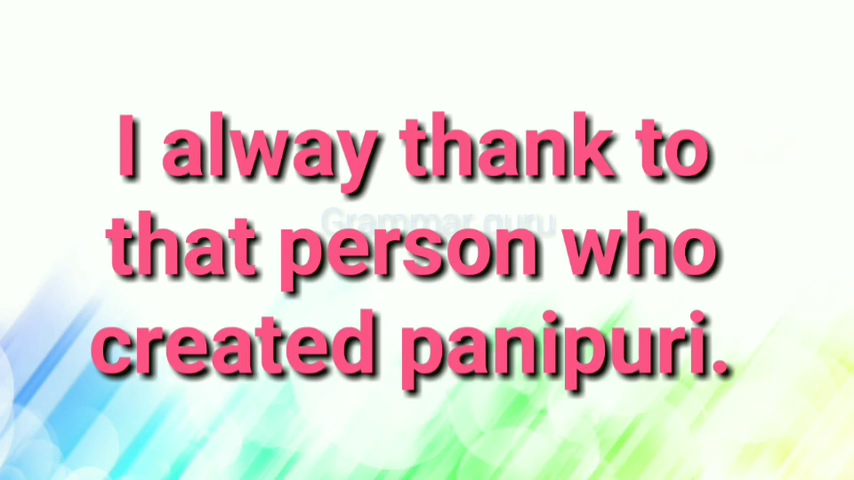 I alway thank to
Grammar guru
that person who
created panipuri.